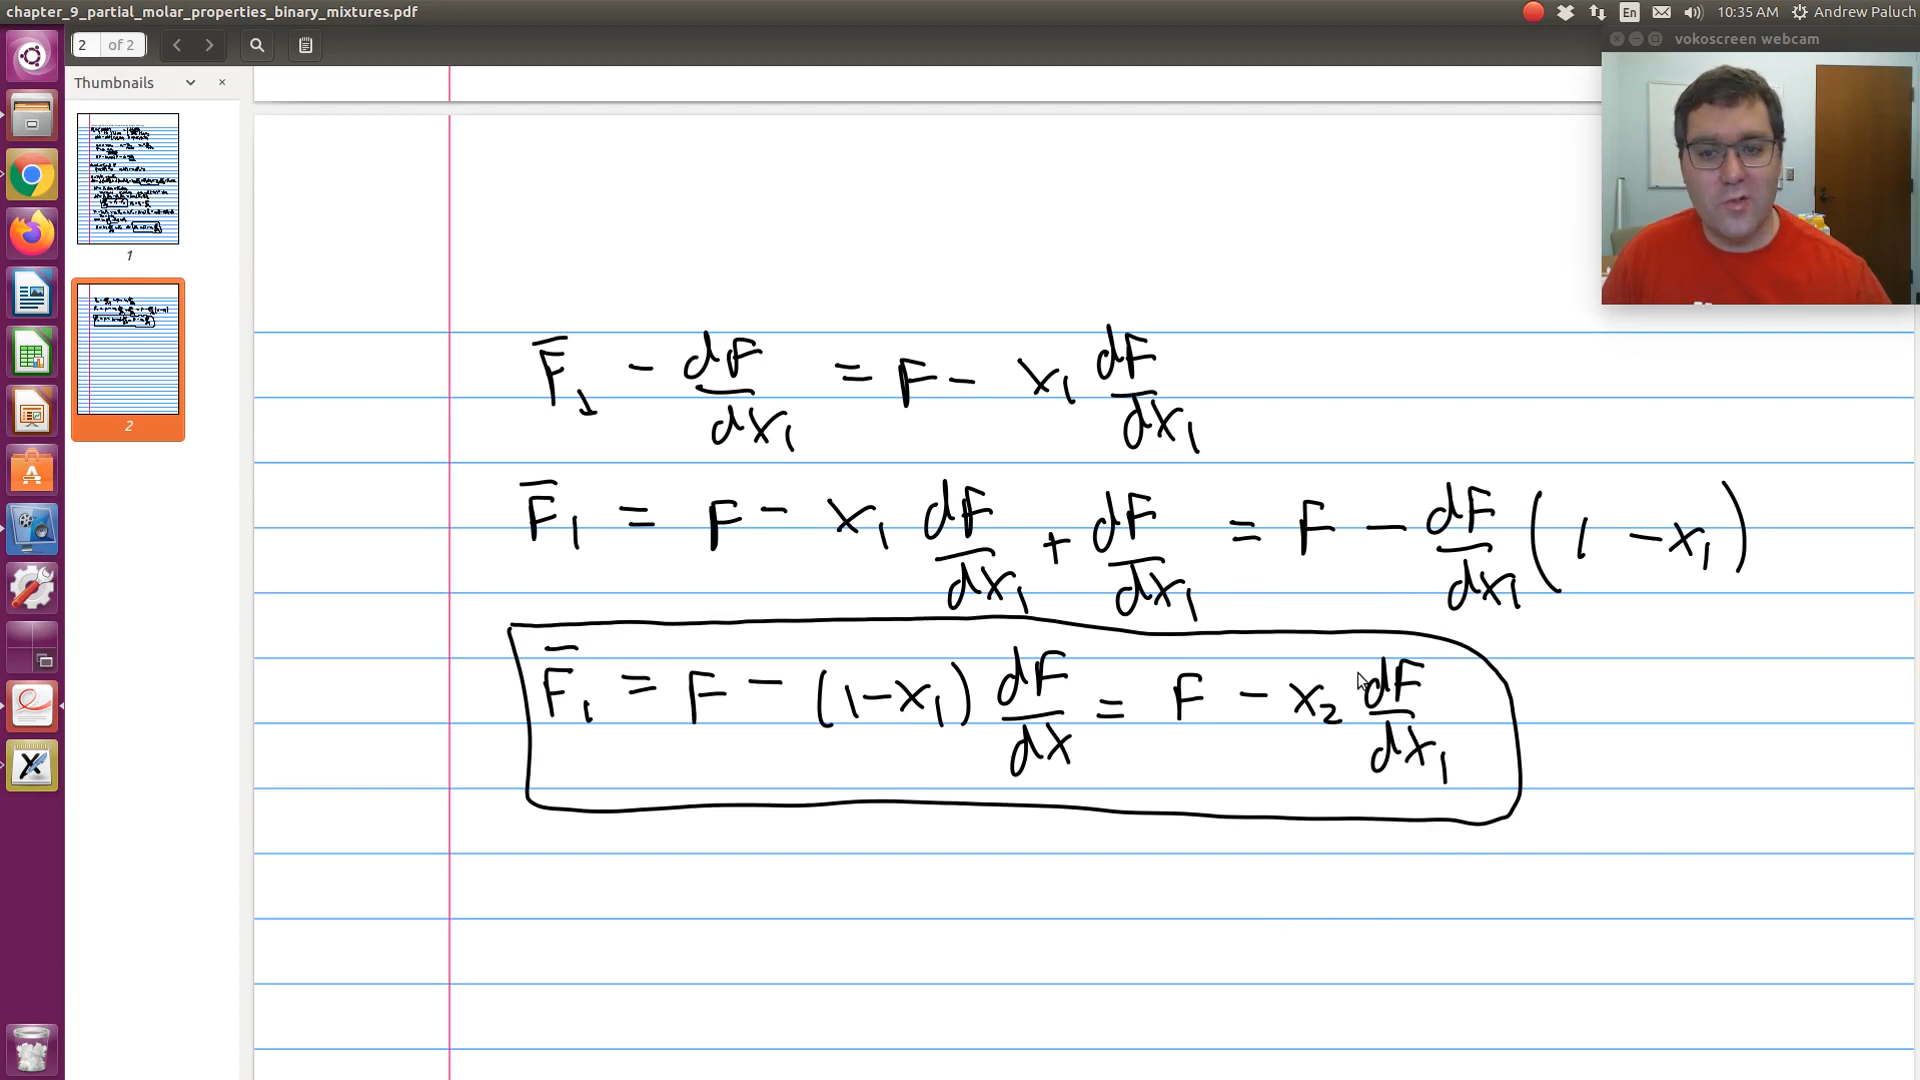 chapter_9_partial_molar_properties_binary_mixtures.pdf
En 10:35 AM Andrew Paluch
2 of 2
vokoscreen webcam
Thumbnails
1
2
F̄₁ - dF/dx₁ = F - x₁ dF/dx₁
F̄₁ = F - x₁ dF/dx₁ + dF/dx₁ = F - dF/dx₁ (1 - x₁)
F̄₁ = F - (1-x₁) dF/dx = F - x₂ dF/dx₁